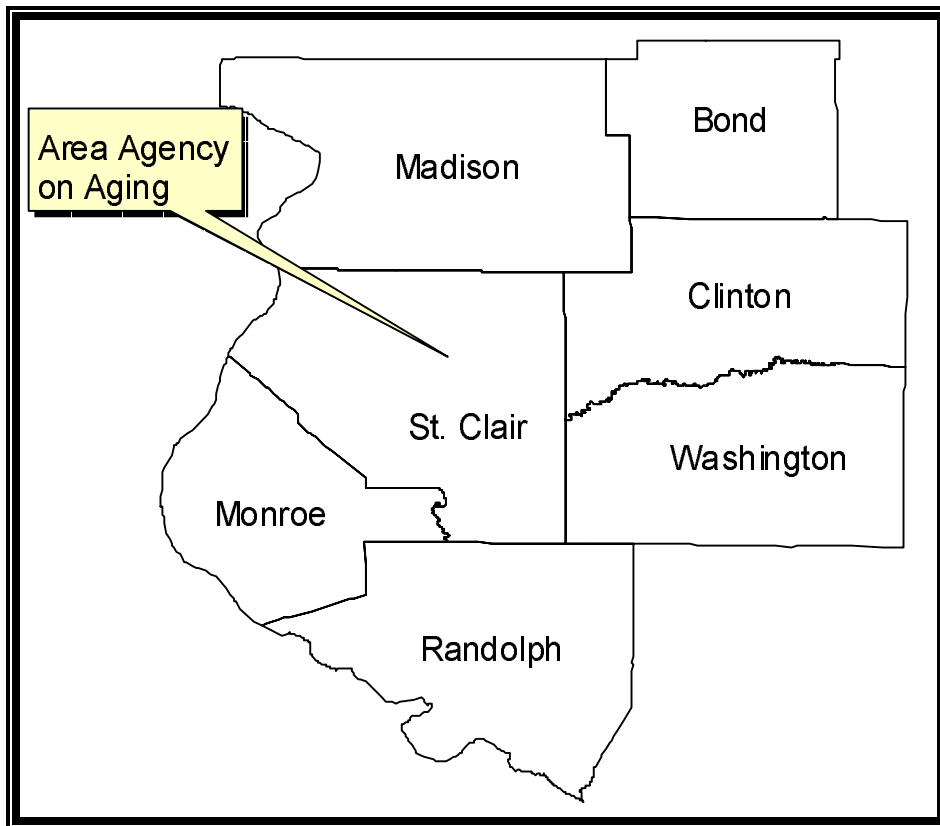 Bond
Area Agency
on Aging
Madison
Clinton
St. Clair
Washington
Monroe
Randolph